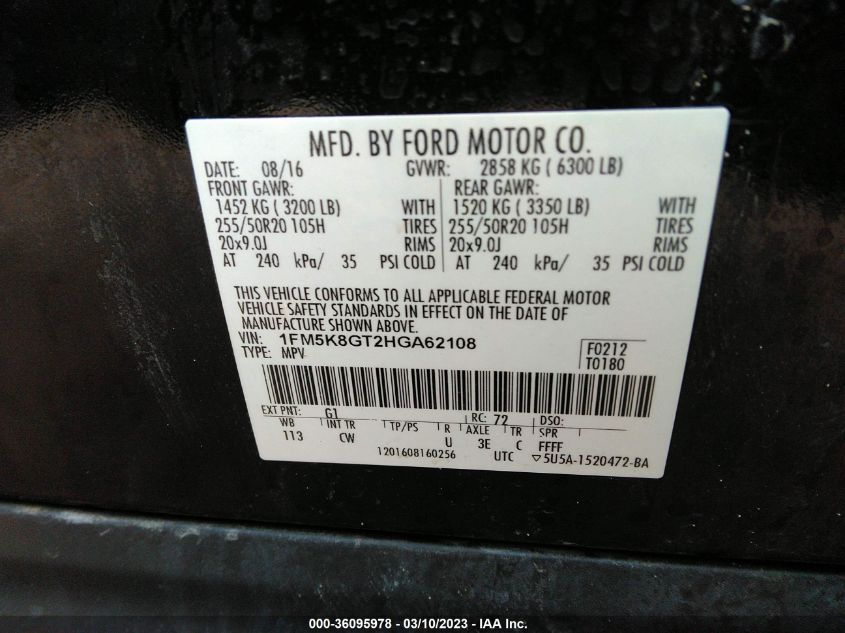 MFD. BY FORD MOTOR CO.
DATE: 08/16 GVWR: 2858 KG ( 6300 LB)
FRONT GAWR: REAR GAWR:
1452 KG ( 3200 LB) WITH 1520 KG ( 3350 LB) WITH
255/50R20 105H TIRES 255/50R20 105H TIRES
20x9.0J RIMS 20x9.0J RIMS
AT 240 kPa/ 35 PSI COLD AT 240 kPa/ 35 PSI COLD
THIS VEHICLE CONFORMS TO ALL APPLICABLE FEDERAL MOTOR
VEHICLE SAFETY STANDARDS IN EFFECT ON THE DATE OF
MANUFACTURE SHOWN ABOVE.
VIN: 1FM5K8GT2HGA62108
TYPE: MPV
F0212
T0180
EXT PNT: G1 RC: 72 DSO:
WB INT TR TP/PS R AXLE TR SPR
113 CW U 3E C FFFF
1201608160256 UTC ▽5U5A-1520472-BA
000-36095978 - 03/10/2023 - IAA Inc.